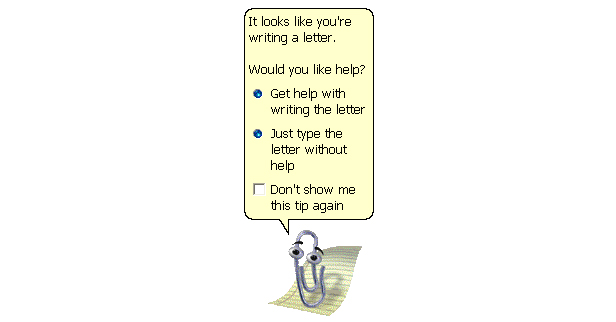 It looks like you're
writing a letter.
Would you like help?
Get help with
writing the letter
Just type the
letter without
help
Don't show me
this tip again